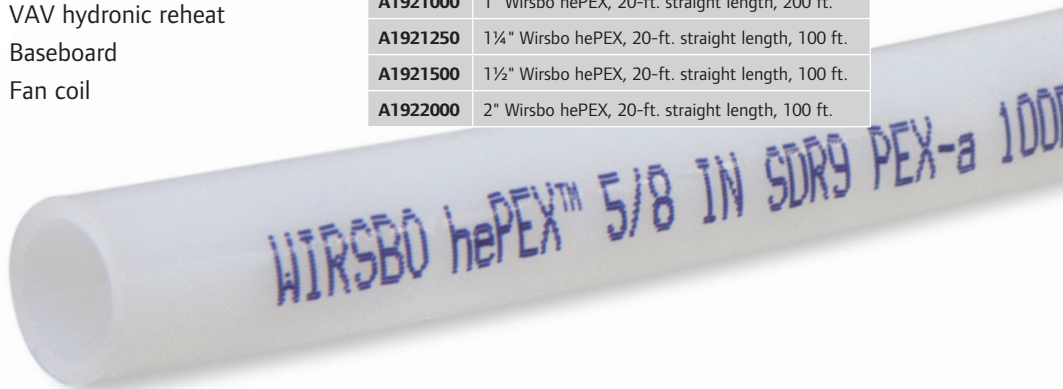 VAV hydronic reheat
Baseboard
Fan coil
A1921000 1" Wirsbo hePEX, 20-ft. straight length, 200 ft.
A1921250 1¼" Wirsbo hePEX, 20-ft. straight length, 100 ft.
A1921500 1½" Wirsbo hePEX, 20-ft. straight length, 100 ft.
A1922000 2" Wirsbo hePEX, 20-ft. straight length, 100 ft.
WIRSBO hePEX™ 5/8 IN SDR9 PEX-a 100